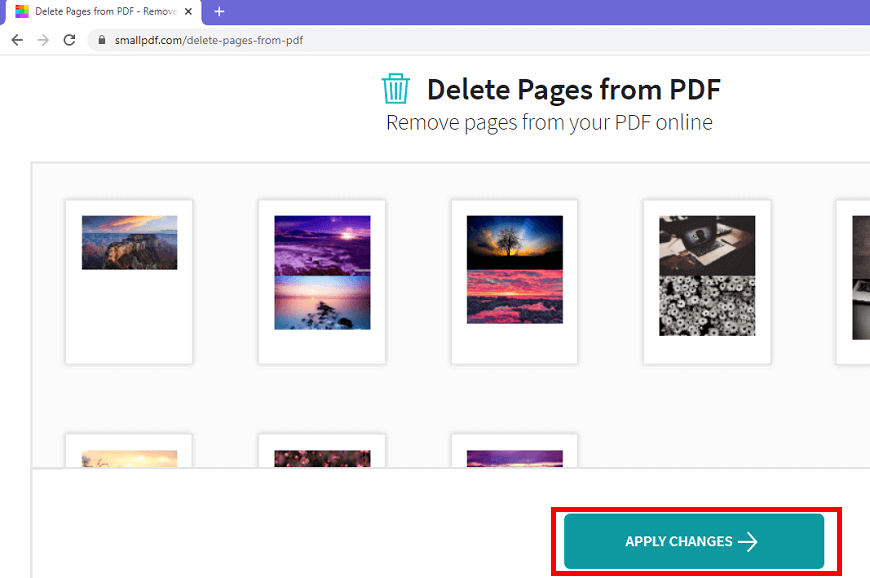 Delete Pages from PDF - Remove
smallpdf.com/delete-pages-from-pdf
Delete Pages from PDF
Remove pages from your PDF online
APPLY CHANGES